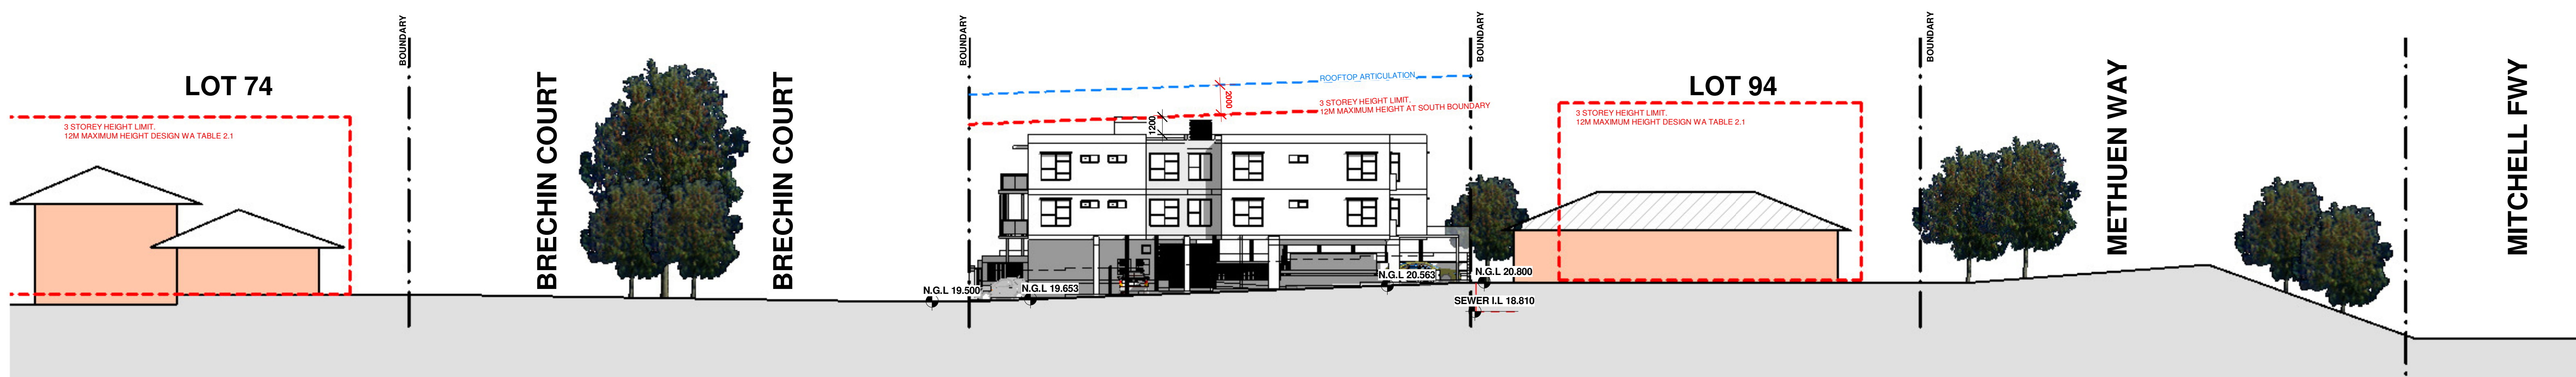 BOUNDARY
BOUNDARY
BOUNDARY
BOUNDARY
LOT 74
3 STOREY HEIGHT LIMIT.
12M MAXIMUM HEIGHT DESIGN WA TABLE 2.1
BRECHIN COURT
BRECHIN COURT
ROOFTOP ARTICULATION
2000
3 STOREY HEIGHT LIMIT.
12M MAXIMUM HEIGHT AT SOUTH BOUNDARY
1200
LOT 94
3 STOREY HEIGHT LIMIT.
12M MAXIMUM HEIGHT DESIGN WA TABLE 2.1
METHUEN WAY
MITCHELL FWY
N.G.L 19.500
N.G.L 19.653
N.G.L 20.563
N.G.L 20.800
SEWER I.L 18.810